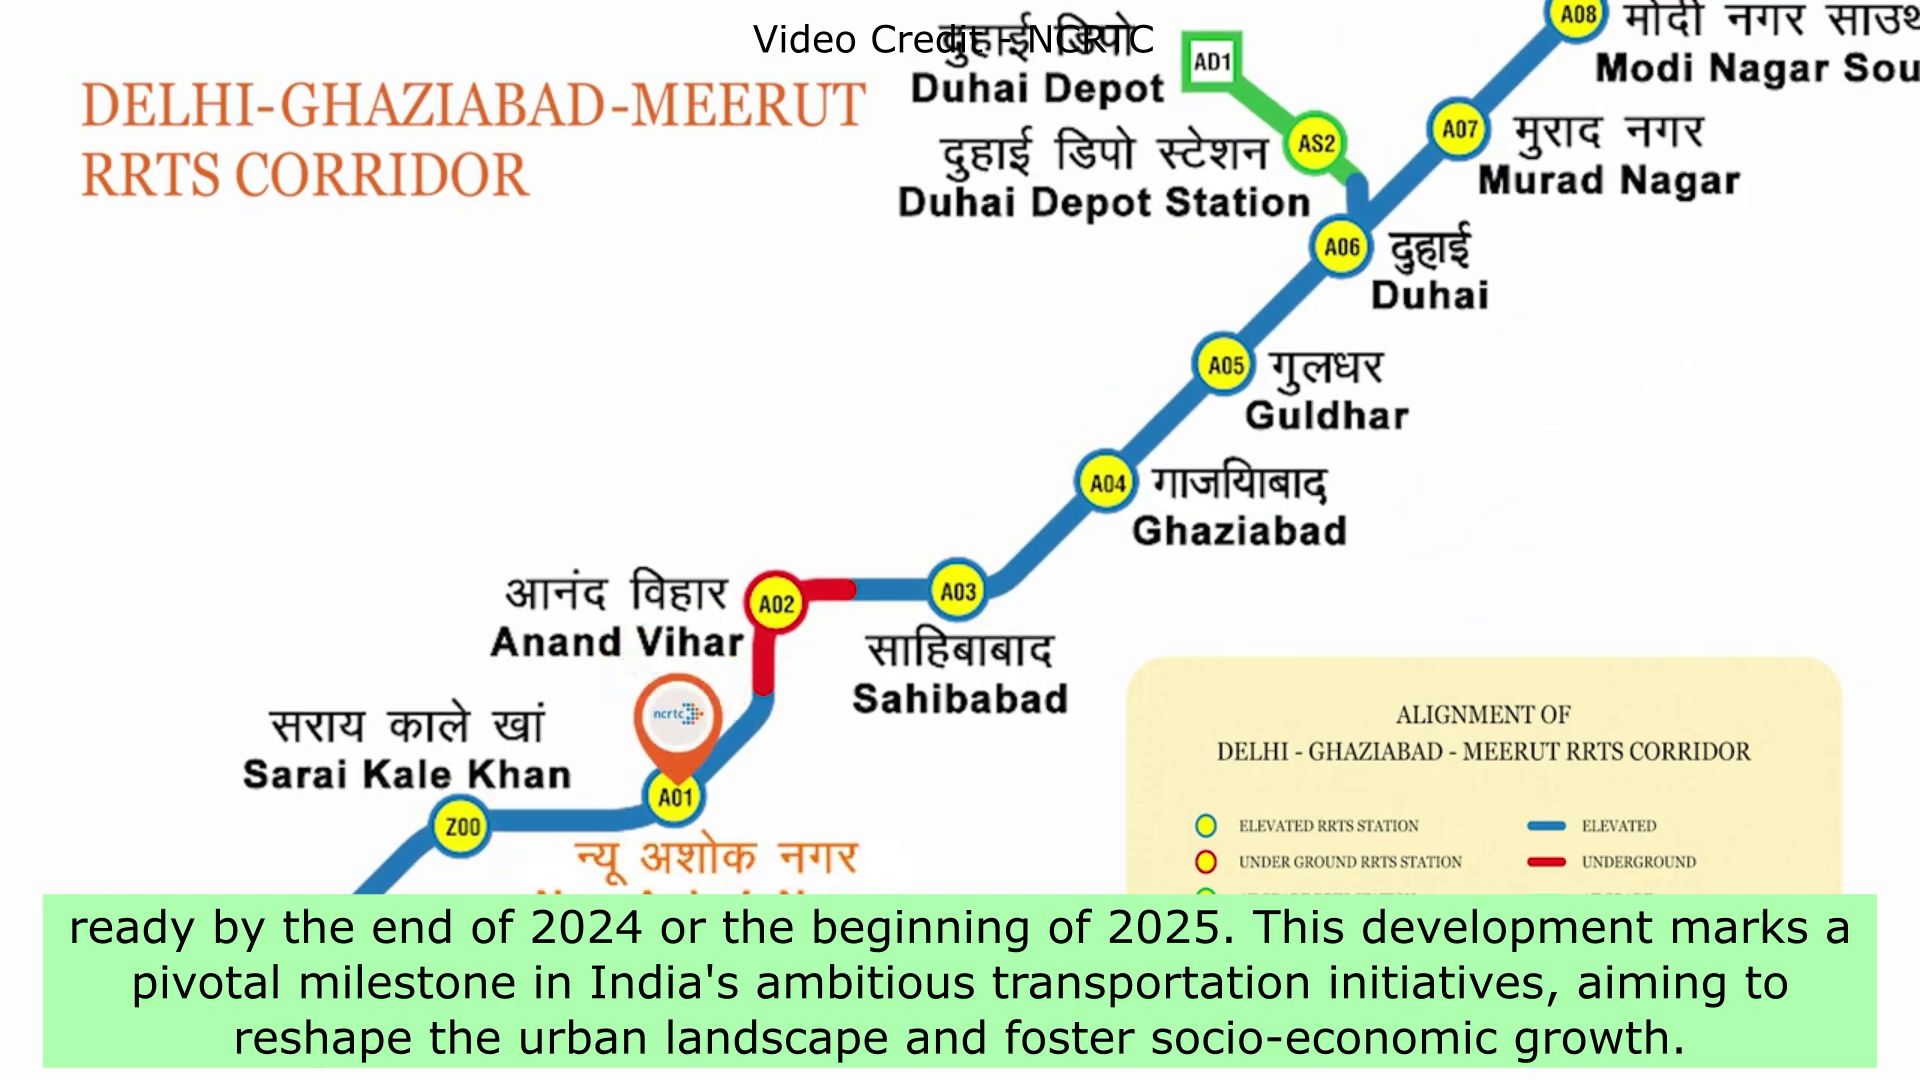 Video Credit - NCRTC
दुहाई डिपो
Duhai Depot
AD1
A08
मोदी नगर साउथ
Modi Nagar Sou
DELHI-GHAZIABAD-MEERUT
RRTS CORRIDOR
दुहाई डिपो स्टेशन
Duhai Depot Station
AS2
A07
मुराद नगर
Murad Nagar
A06
दुहाई
Duhai
A05
गुलधर
Guldhar
A04
गाजियाबाद
Ghaziabad
आनंद विहार
Anand Vihar
A02
A03
साहिबाबाद
Sahibabad
ncrtc
सराय काले खां
Sarai Kale Khan
Z00
A01
न्यू अशोक नगर
ALIGNMENT OF
DELHI - GHAZIABAD - MEERUT RRTS CORRIDOR
ELEVATED RRTS STATION
ELEVATED
UNDER GROUND RRTS STATION
UNDERGROUND
ready by the end of 2024 or the beginning of 2025. This development marks a
pivotal milestone in India's ambitious transportation initiatives, aiming to
reshape the urban landscape and foster socio-economic growth.